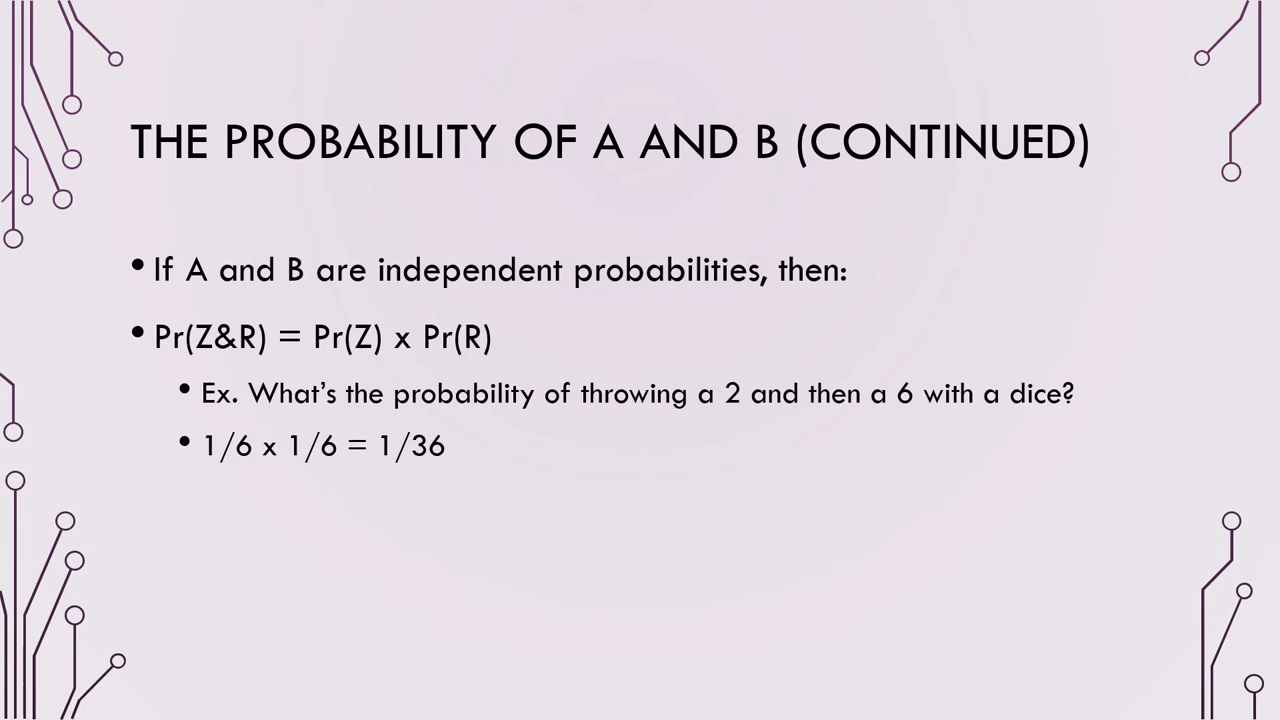 THE PROBABILITY OF A AND B (CONTINUED)
• If A and B are independent probabilities, then:
• Pr(Z&R) = Pr(Z) x Pr(R)
• Ex. What’s the probability of throwing a 2 and then a 6 with a dice?
• 1/6 x 1/6 = 1/36